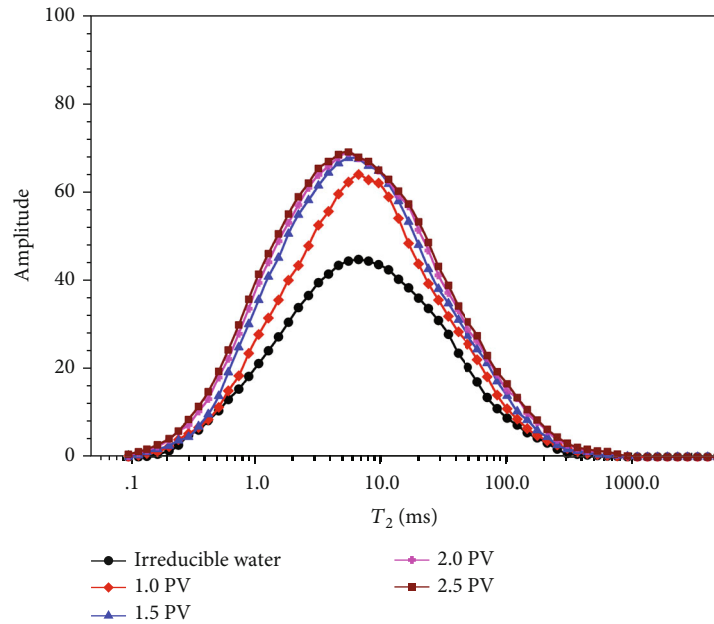 100
80
60
40
20
0
Amplitude
.1 1.0 10.0 100.0 1000.0
T₂ (ms)
Irreducible water
1.0 PV
1.5 PV
2.0 PV
2.5 PV